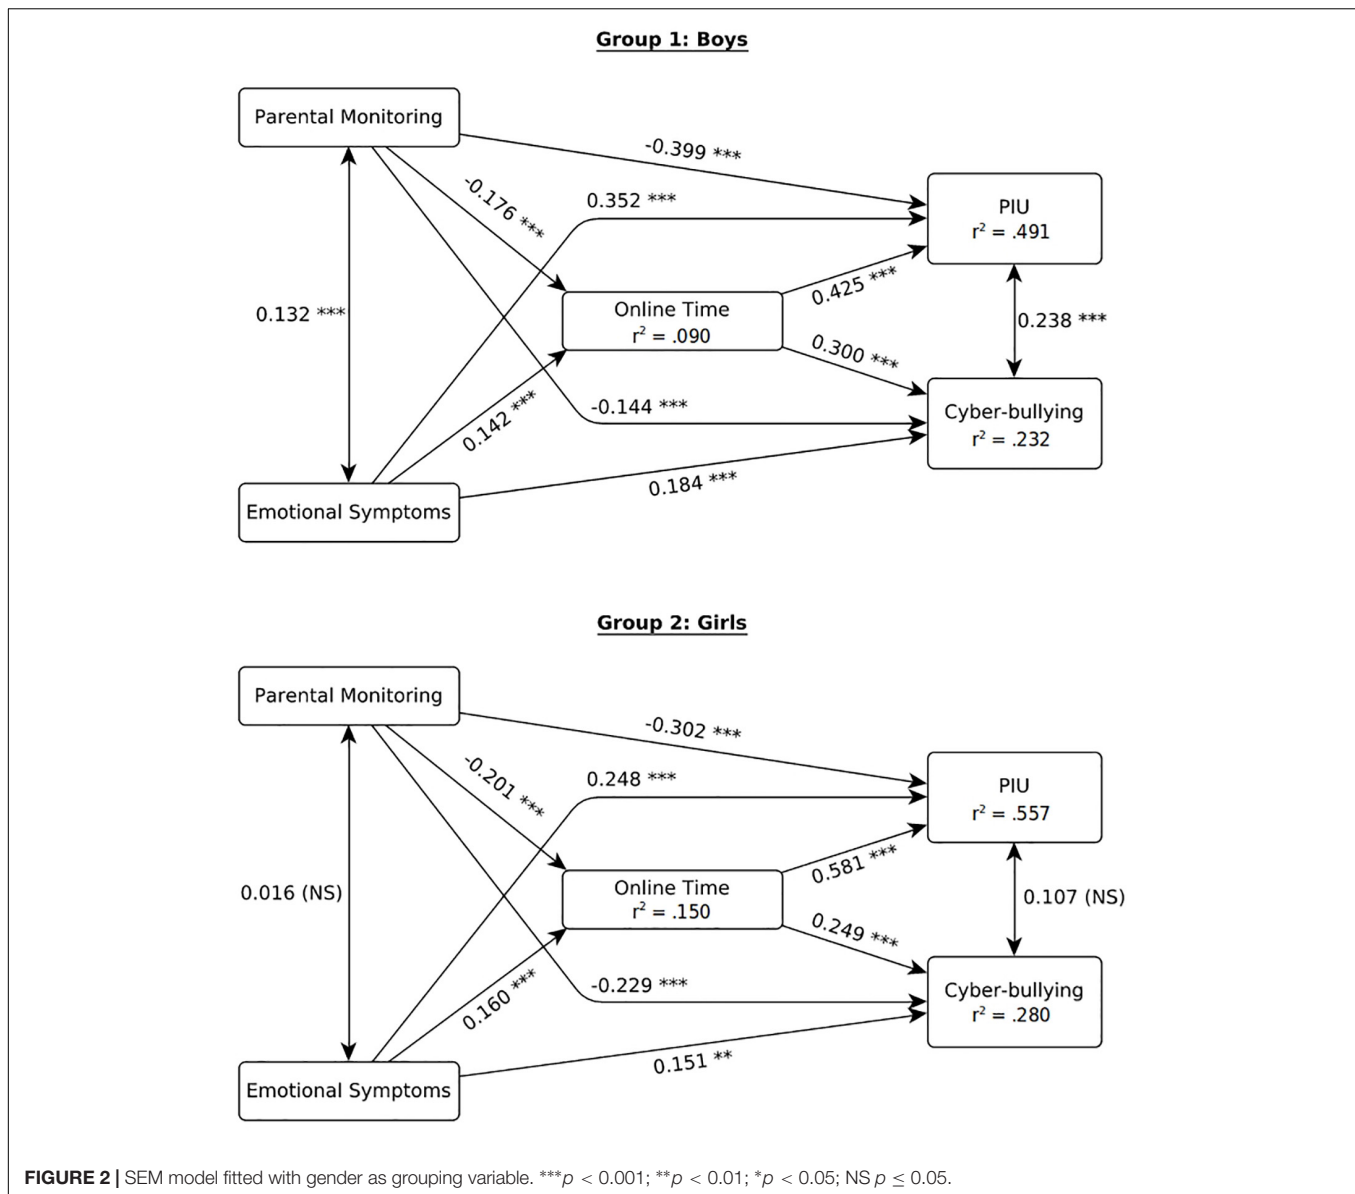 Group 1: Boys
Parental Monitoring
-0.399 ***
-0.176 ***
0.352 ***
PIU
r² = .491
0.425 ***
Online Time
r² = .090
0.132 ***
0.238 ***
0.300 ***
0.142 ***
-0.144 ***
Cyber-bullying
r² = .232
0.184 ***
Emotional Symptoms
Group 2: Girls
Parental Monitoring
-0.302 ***
-0.201 ***
0.248 ***
PIU
r² = .557
0.581 ***
Online Time
r² = .150
0.016 (NS)
0.107 (NS)
0.249 ***
0.160 ***
-0.229 ***
Cyber-bullying
r² = .280
0.151 **
Emotional Symptoms
FIGURE 2 | SEM model fitted with gender as grouping variable. ***p < 0.001; **p < 0.01; *p < 0.05; NS p ≤ 0.05.